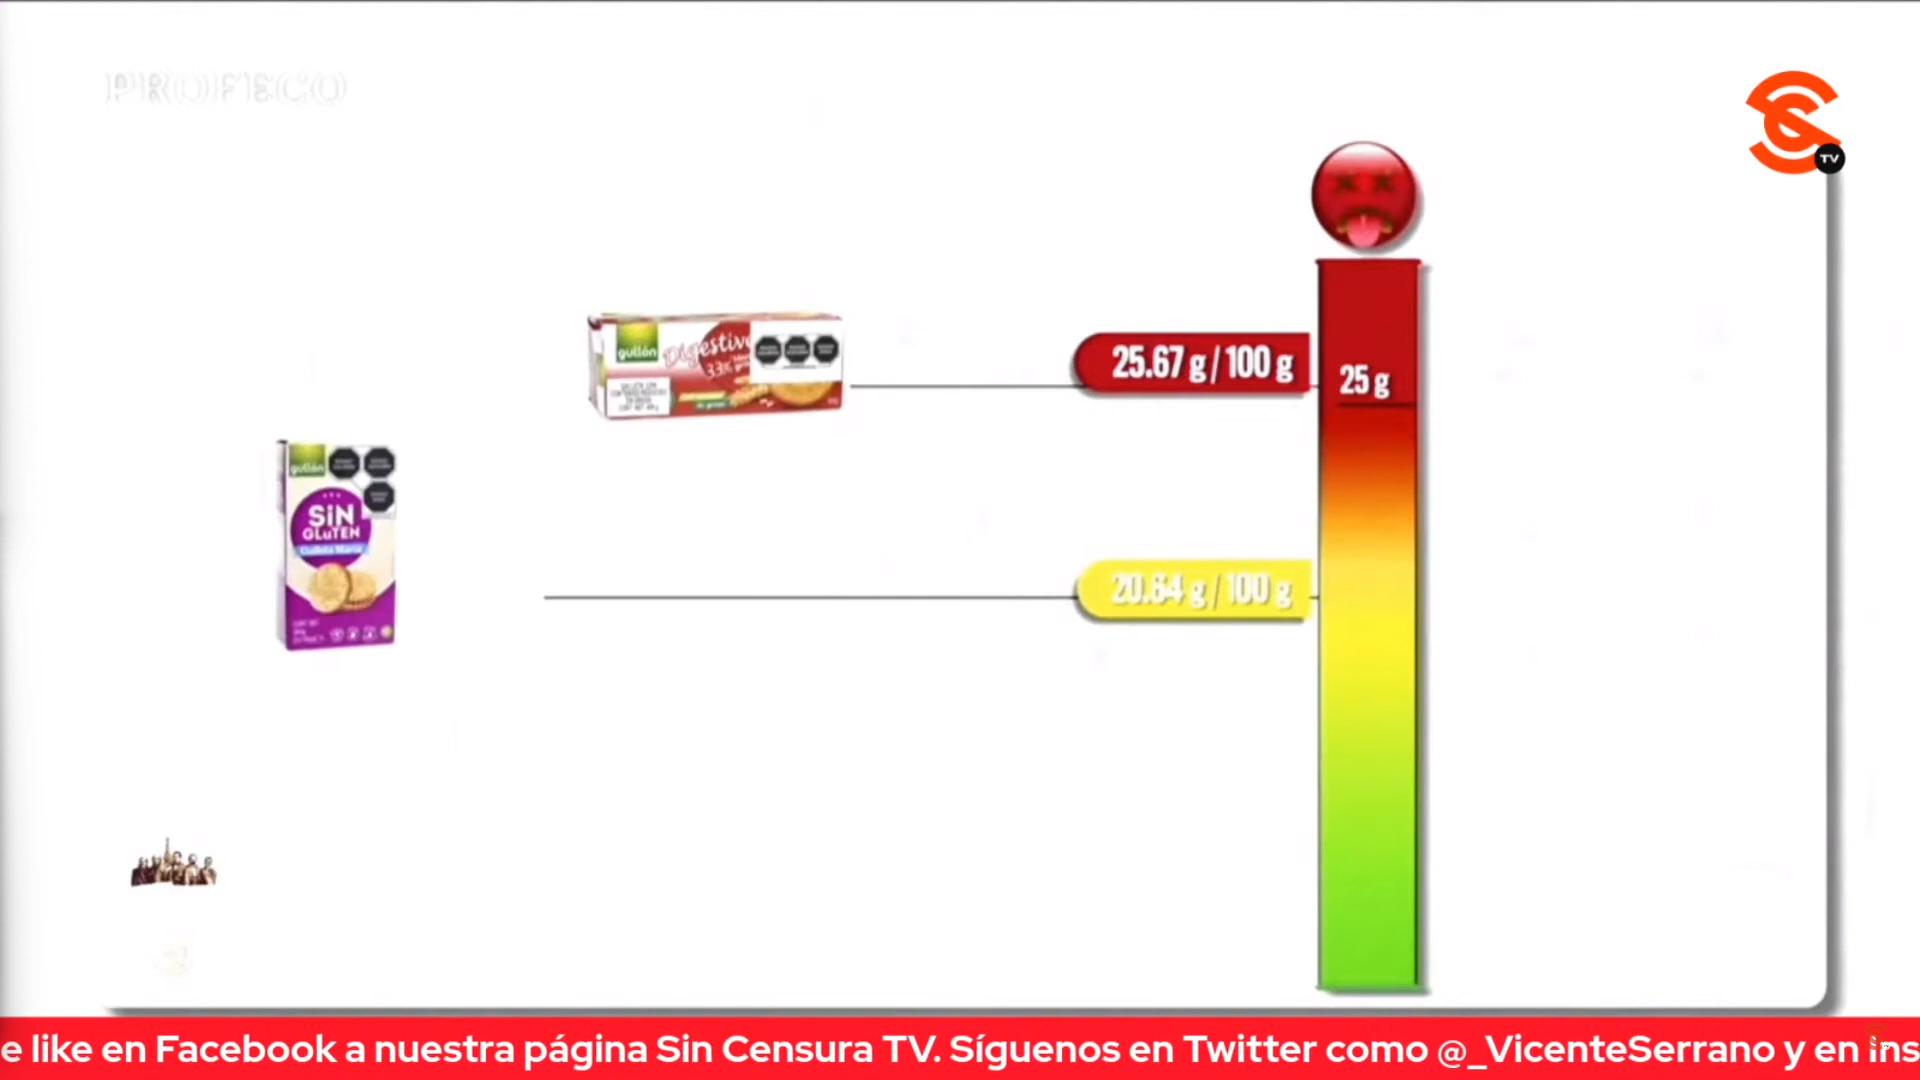 PROFECO
TV
gullón
Digestive
33%
25.67 g / 100 g
25 g
gullón
SiN
GLuTEN
20.64 g / 100 g
e like en Facebook a nuestra página Sin Censura TV. Síguenos en Twitter como @_VicenteSerrano y en ins